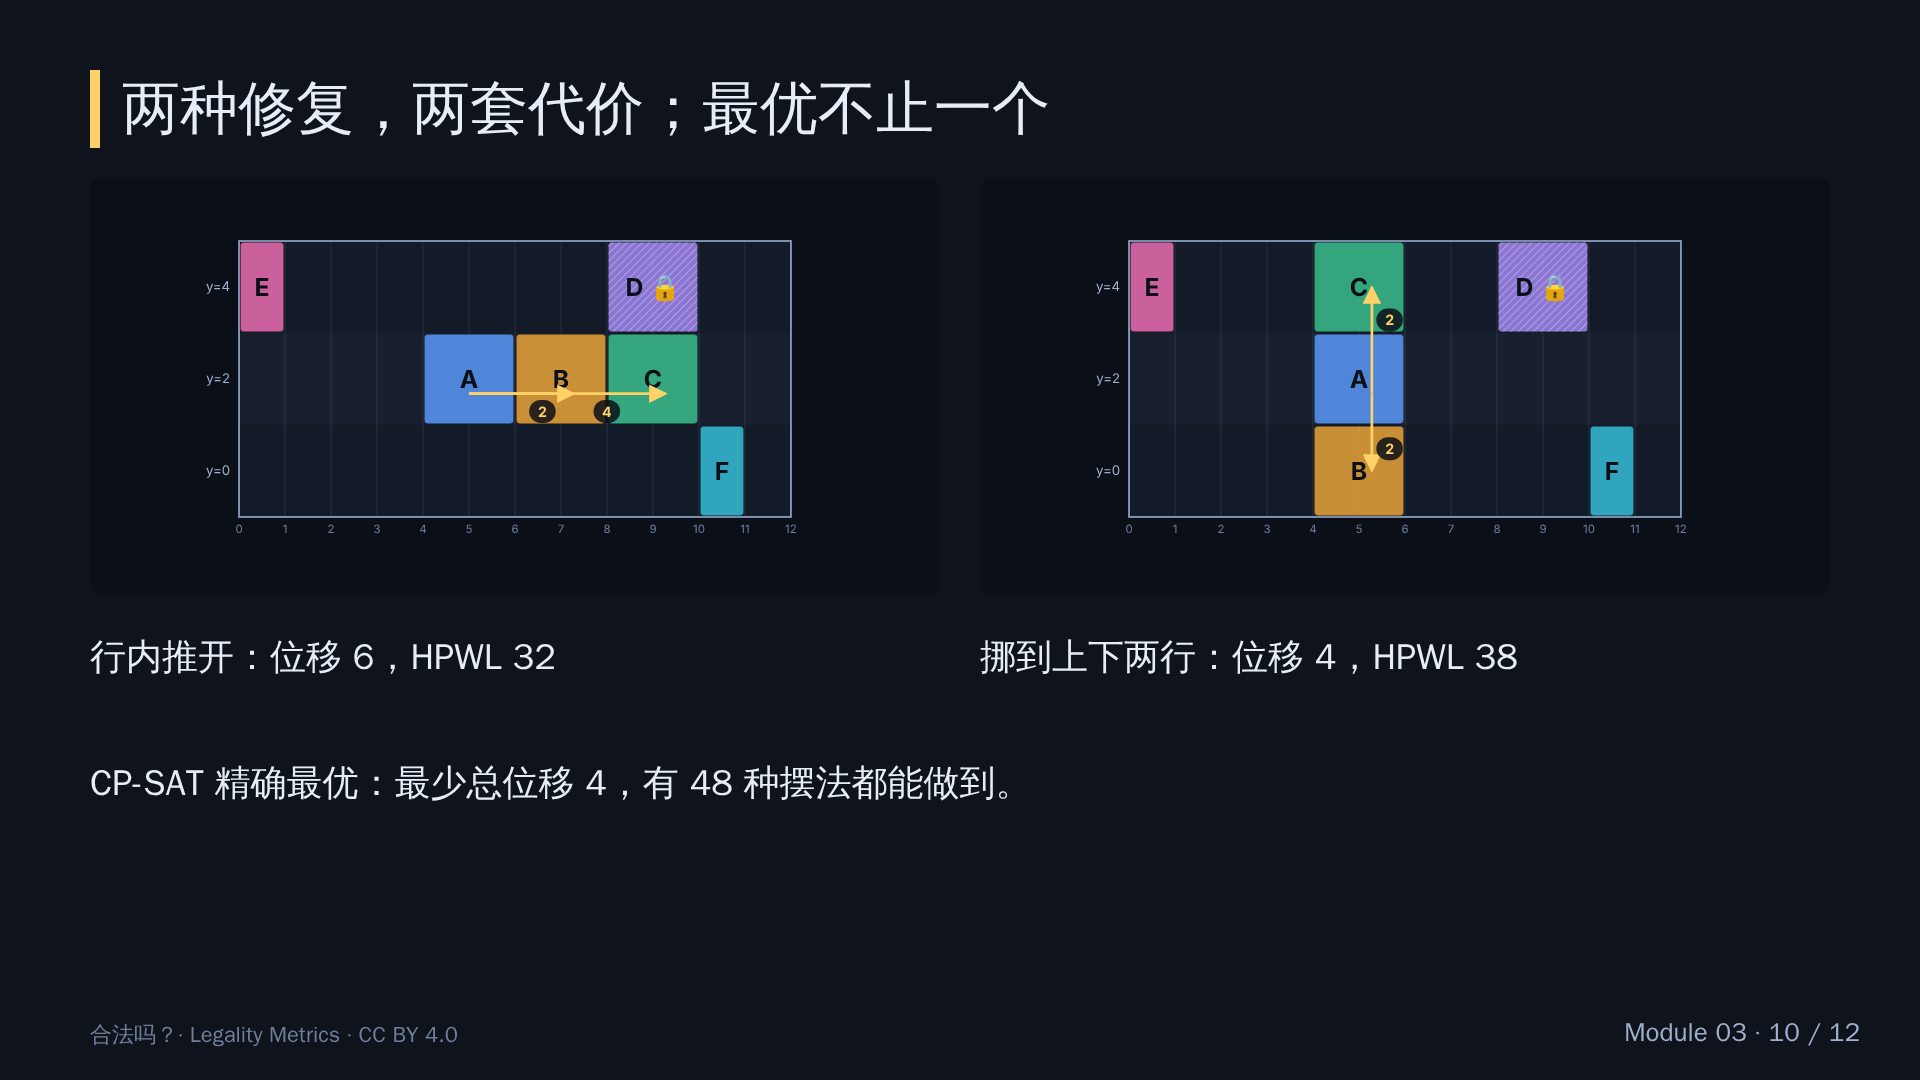 两种修复，两套代价；最优不止一个
y=4 E D 🔒
y=2 A B C
2 4
y=0 F
0 1 2 3 4 5 6 7 8 9 10 11 12
y=4 E C D 🔒
2
y=2 A
2
y=0 B F
0 1 2 3 4 5 6 7 8 9 10 11 12
行内推开：位移 6，HPWL 32
挪到上下两行：位移 4，HPWL 38
CP-SAT 精确最优：最少总位移 4，有 48 种摆法都能做到。
合法吗？· Legality Metrics · CC BY 4.0
Module 03 · 10 / 12